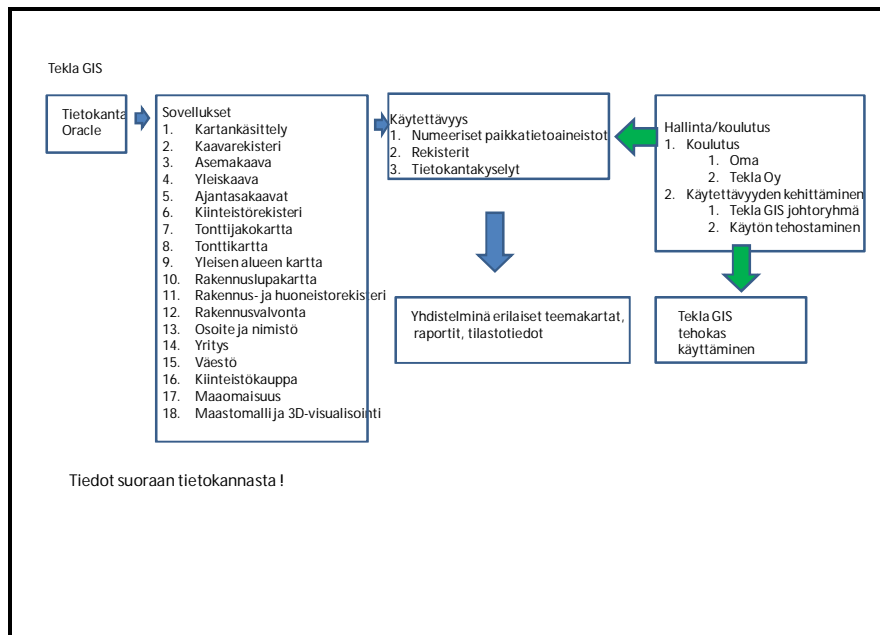 Tekla GIS
Tietokanta
Oracle
Sovellukset
1. Kartankäsittely
2. Kaavarekisteri
3. Asemakaava
4. Yleiskaava
5. Ajantasakaavat
6. Kiinteistörekisteri
7. Tonttijakokartta
8. Tonttikartta
9. Yleisen alueen kartta
10. Rakennuslupakartta
11. Rakennus- ja huoneistorekisteri
12. Rakennusvalvonta
13. Osoite ja nimistö
14. Yritys
15. Väestö
16. Kiinteistökauppa
17. Maaomaisuus
18. Maastomalli ja 3D-visualisointi
Käytettävyys
1. Numeeriset paikkatietoaineistot
2. Rekisterit
3. Tietokantakyselyt
Hallinta/koulutus
1. Koulutus
1. Oma
2. Tekla Oy
2. Käytettävyyden kehittäminen
1. Tekla GIS johtoryhmä
2. Käytön tehostaminen
Yhdistelminä erilaiset teemakartat,
raportit, tilastotiedot
Tekla GIS
tehokas
käyttäminen
Tiedot suoraan tietokannasta !